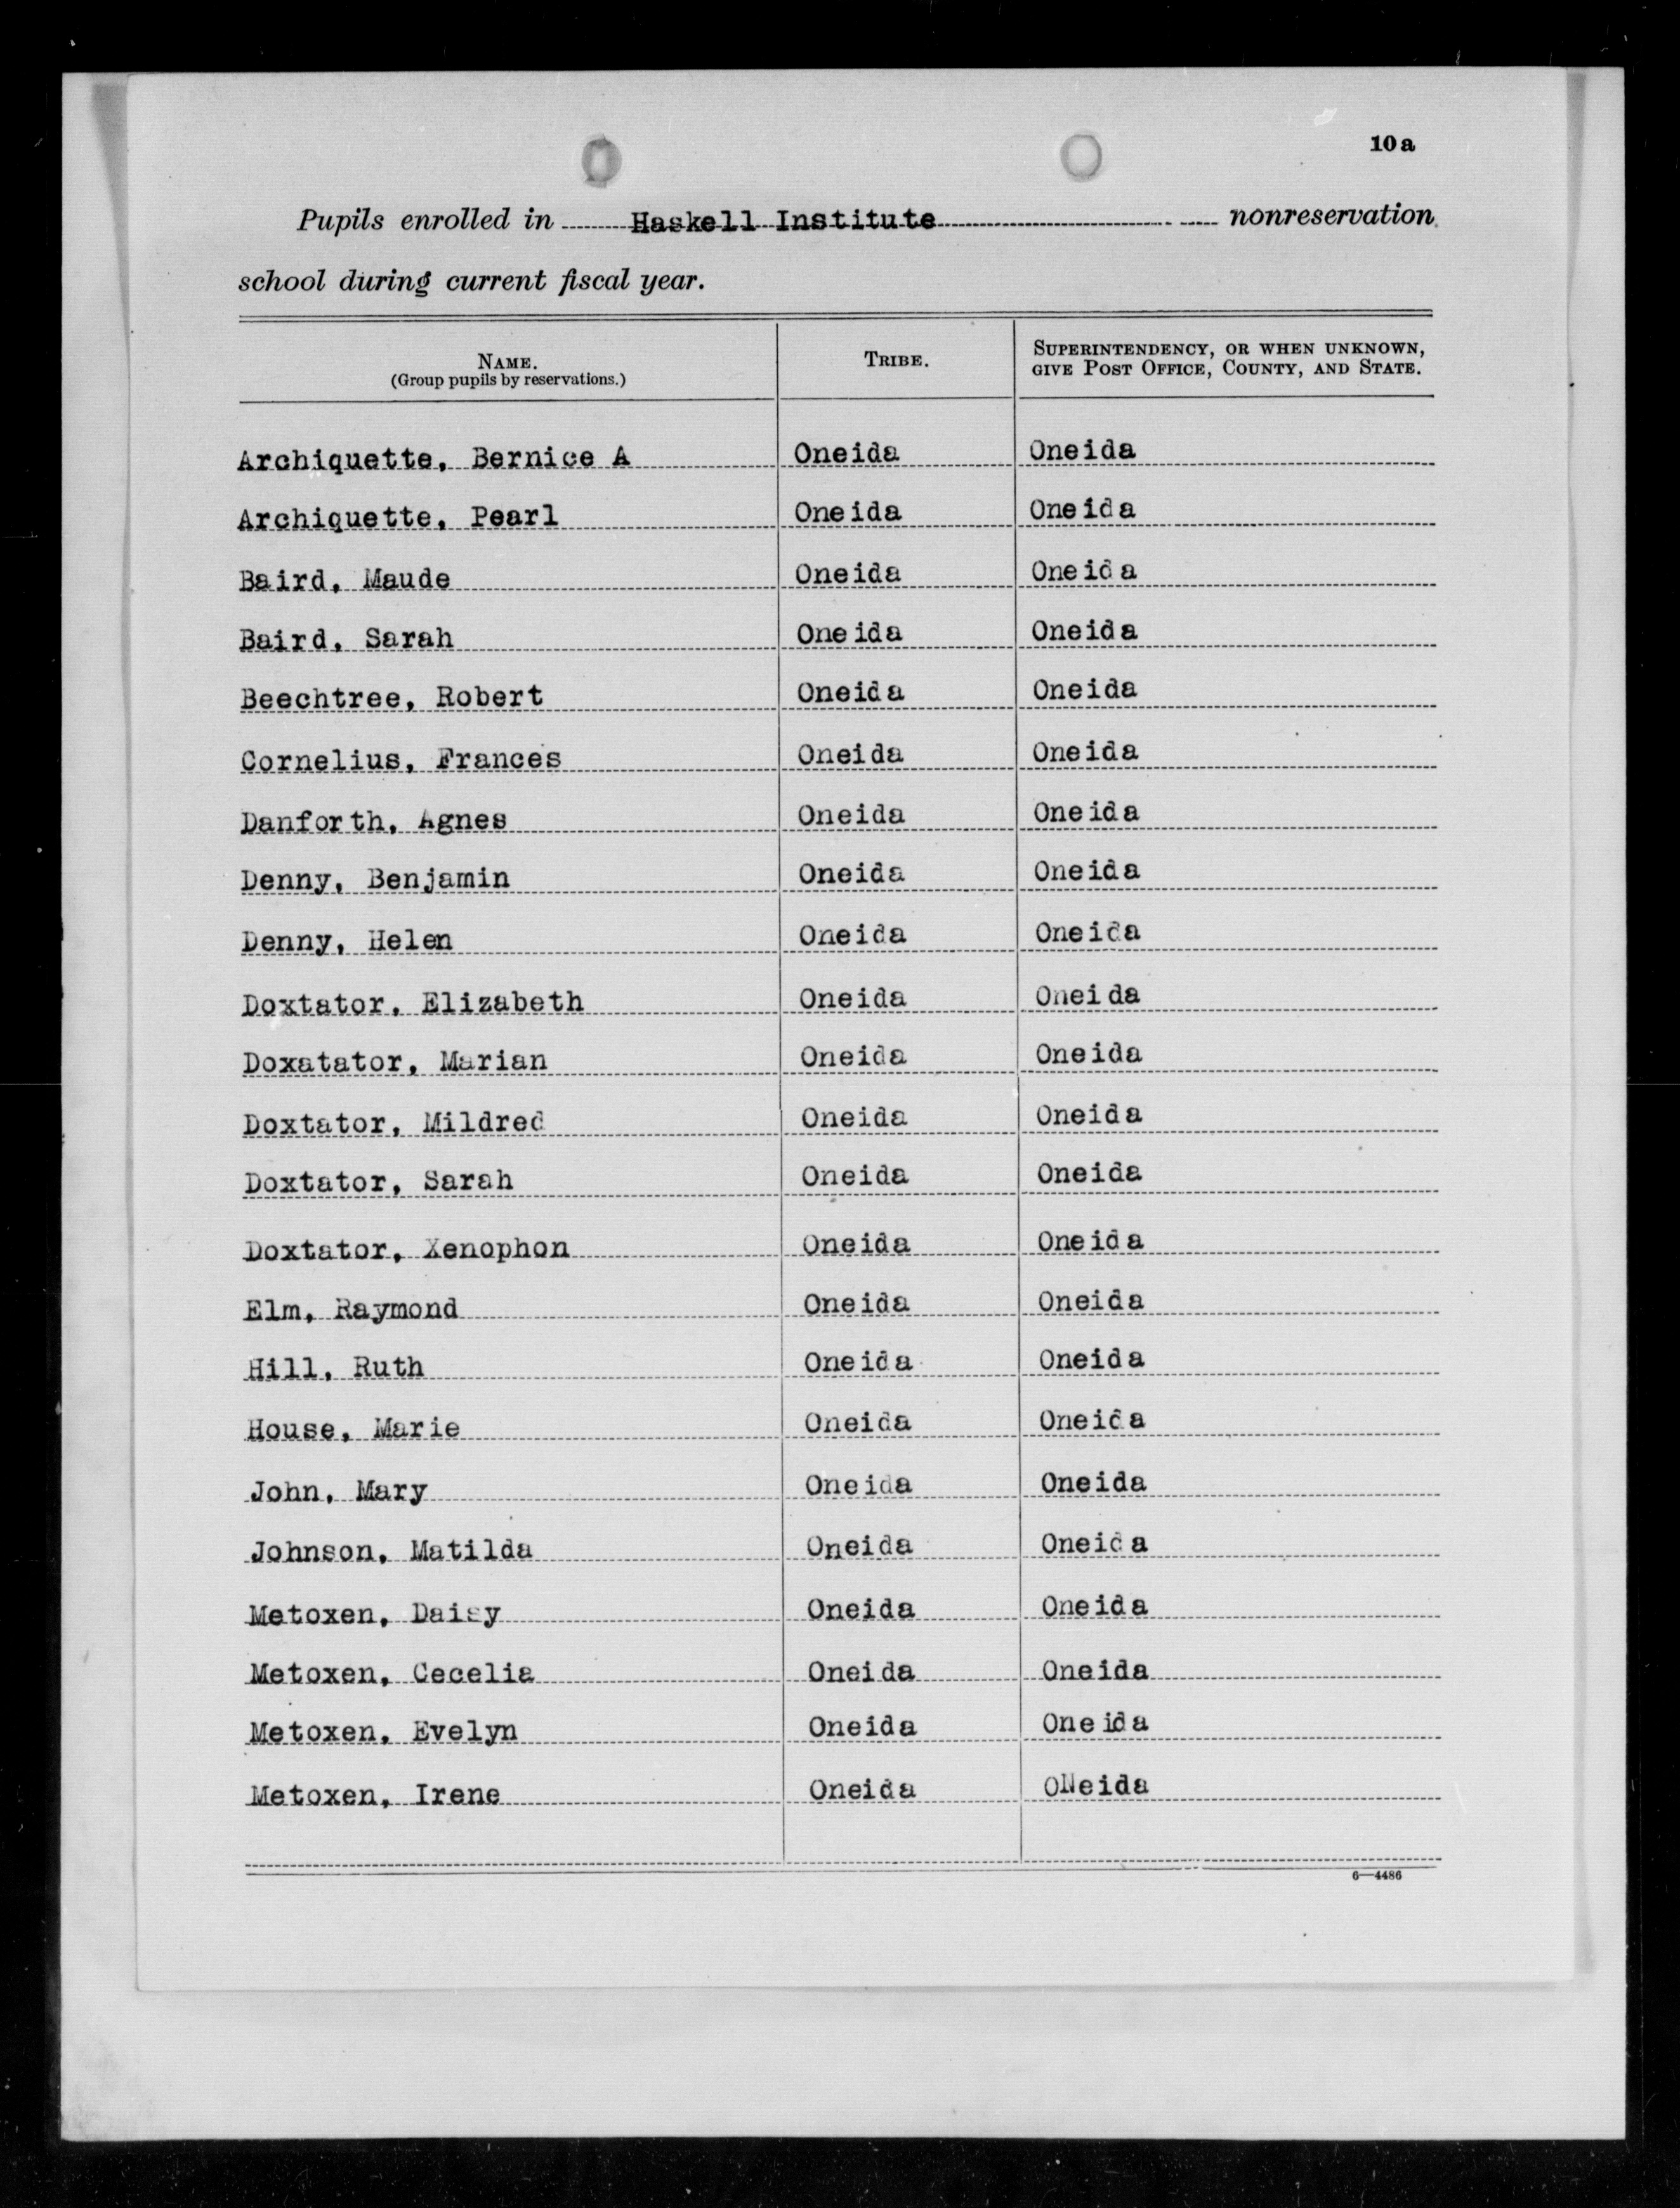 10a
Pupils enrolled in Haskell Institute nonreservation
school during current fiscal year.
NAME. (Group pupils by reservations.) TRIBE. SUPERINTENDENCY, OR WHEN UNKNOWN, GIVE POST OFFICE, COUNTY, AND STATE.
Archiquette, Bernice A Oneida Oneida
Archiquette, Pearl Oneida Oneida
Baird, Maude Oneida Oneida
Baird, Sarah Oneida Oneida
Beechtree, Robert Oneida Oneida
Cornelius, Frances Oneida Oneida
Danforth, Agnes Oneida Oneida
Denny, Benjamin Oneida Oneida
Denny, Helen Oneida Oneida
Doxtator, Elizabeth Oneida Oneida
Doxatator, Marian Oneida Oneida
Doxtator, Mildred Oneida Oneida
Doxtator, Sarah Oneida Oneida
Doxtator, Xenophon Oneida Oneida
Elm, Raymond Oneida Oneida
Hill, Ruth Oneida Oneida
House, Marie Oneida Oneida
John, Mary Oneida Oneida
Johnson, Matilda Oneida Oneida
Metoxen, Daisy Oneida Oneida
Metoxen, Cecelia Oneida Oneida
Metoxen, Evelyn Oneida Oneida
Metoxen, Irene Oneida ONeida
6—4486